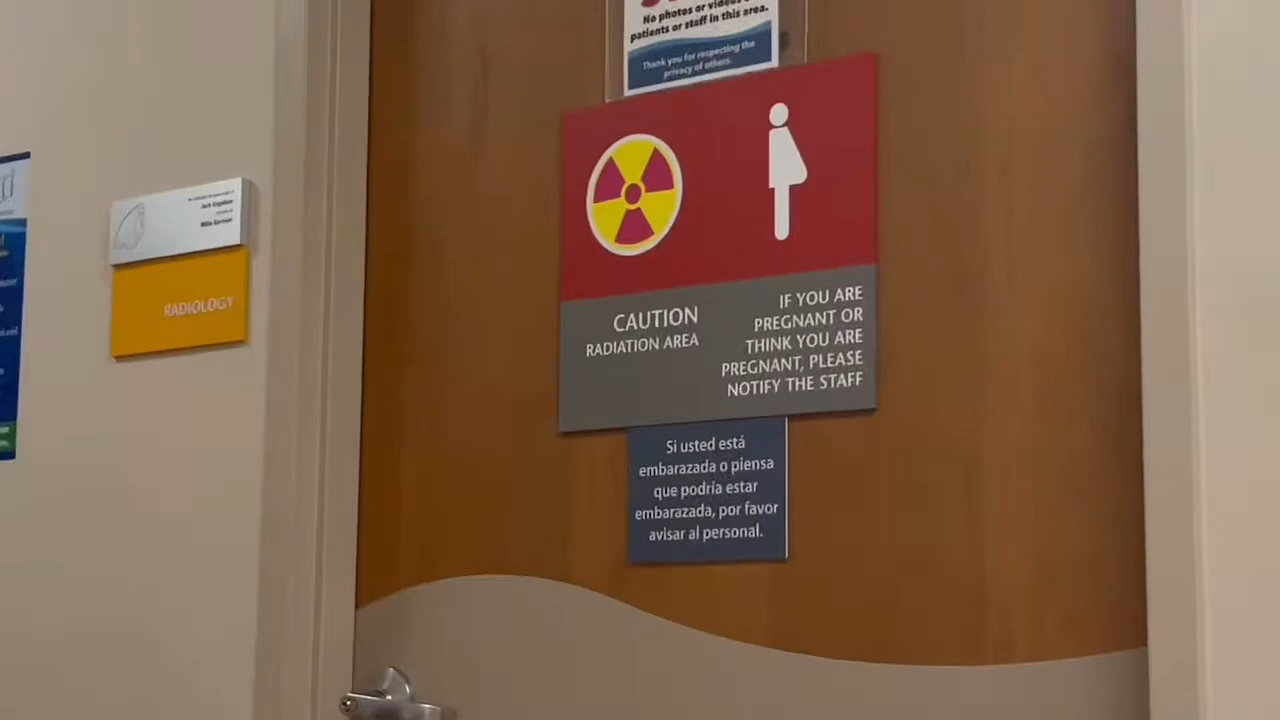 No photos or videos
patients or staff in this area.
Thank you for respecting the
privacy of others.
RADIOLOGY
CAUTION
RADIATION AREA
IF YOU ARE
PREGNANT OR
THINK YOU ARE
PREGNANT, PLEASE
NOTIFY THE STAFF
Si usted está
embarazada o piensa
que podría estar
embarazada, por favor
avisar al personal.